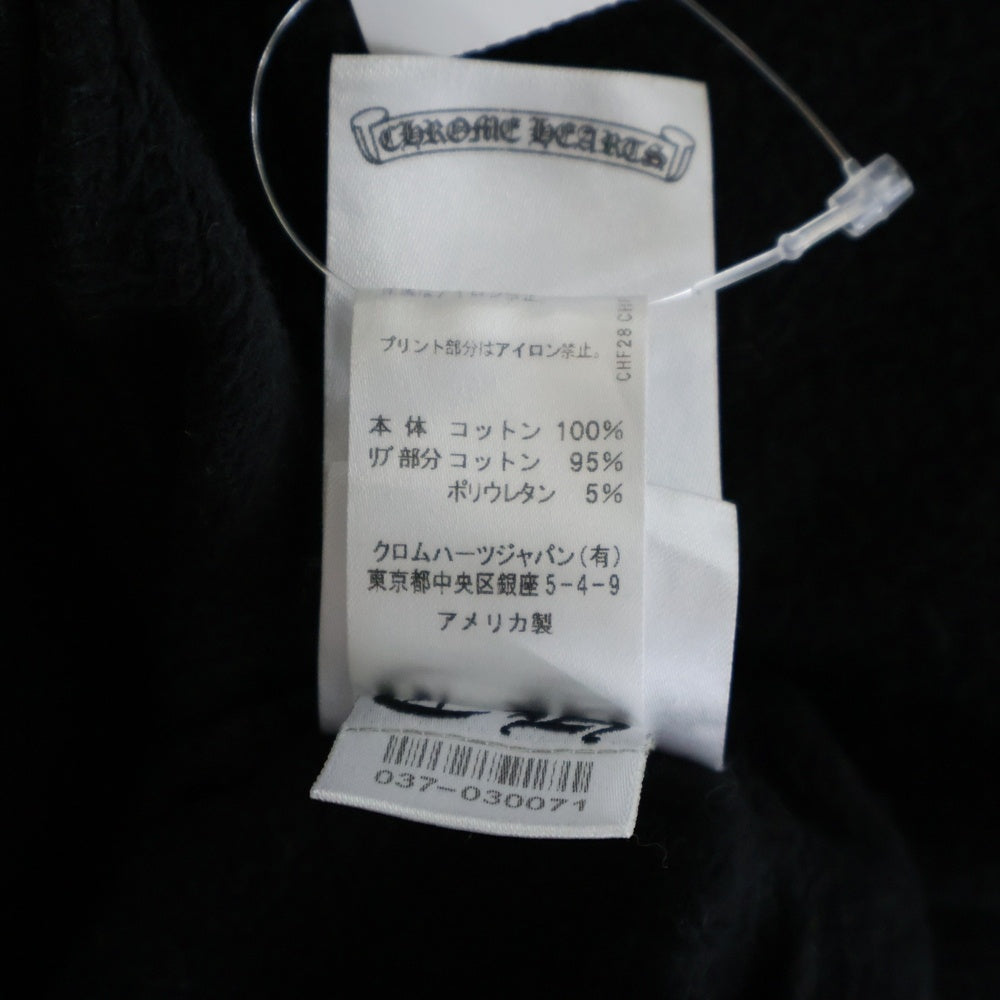 CHROME HEARTS
プリント部分はアイロン禁止。
CHF28 CH
本体 コットン 100%
リブ部分 コットン 95%
ポリウレタン 5%
クロムハーツジャパン(有)
東京都中央区銀座5-4-9
アメリカ製
037-030071